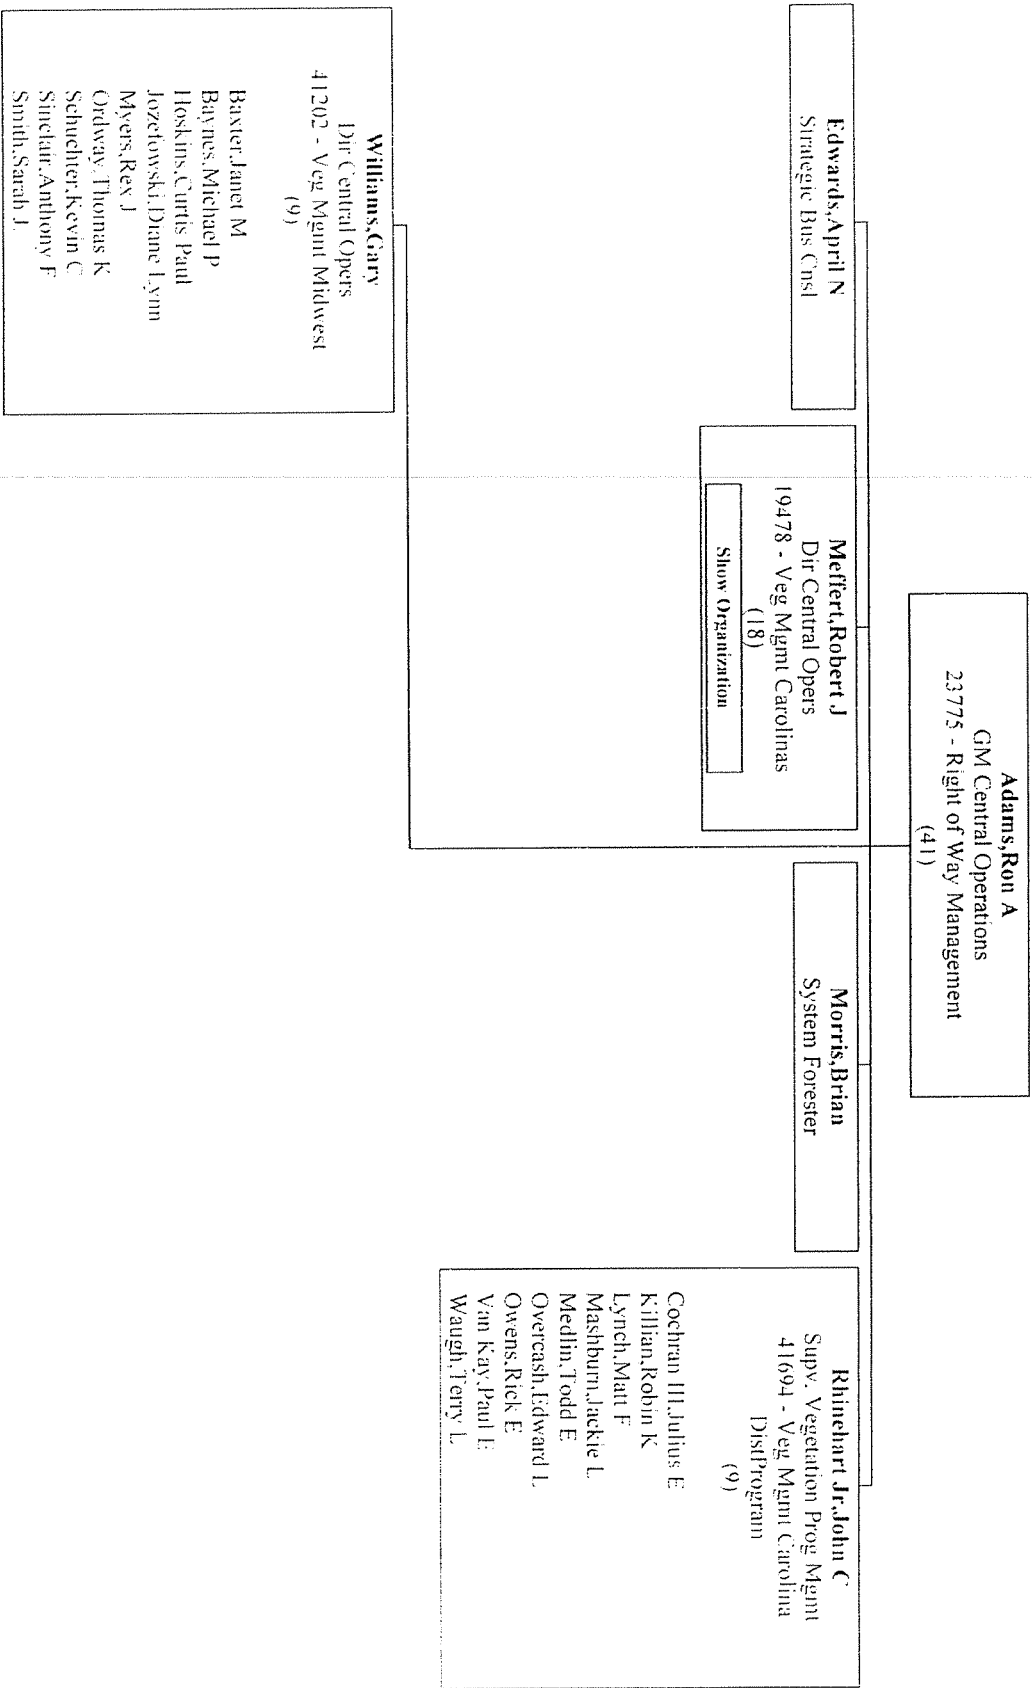 Adams,Ron A
GM Central Operations
23775 - Right of Way Management
(41)
Edwards,April N
Strategic Bus Cnsl
Meffert,Robert J
Dir Central Opers
19478 - Veg Mgmt Carolinas
(18)
Show Organization
Morris,Brian
System Forester
Rhinehart Jr,John C
Supv. Vegetation Prog Mgmt
41694 - Veg Mgmt Carolina
DistProgram
(9)
Cochran III,Julius E
Killian,Robin K
Lynch,Matt F
Mashburn,Jackie L
Medlin,Todd E
Overcash,Edward L
Owens,Rick E
Van Kay,Paul E
Waugh,Terry L
Williams,Gary
Dir Central Opers
41202 - Veg Mgmt Midwest
(9)
Baxter,Janet M
Baynes,Michael P
Hoskins,Curtis Paul
Jozefowski,Diane Lynn
Myers,Rex J
Ordway,Thomas K
Schuchter,Kevin C
Sinclair,Anthony F
Smith,Sarah J.